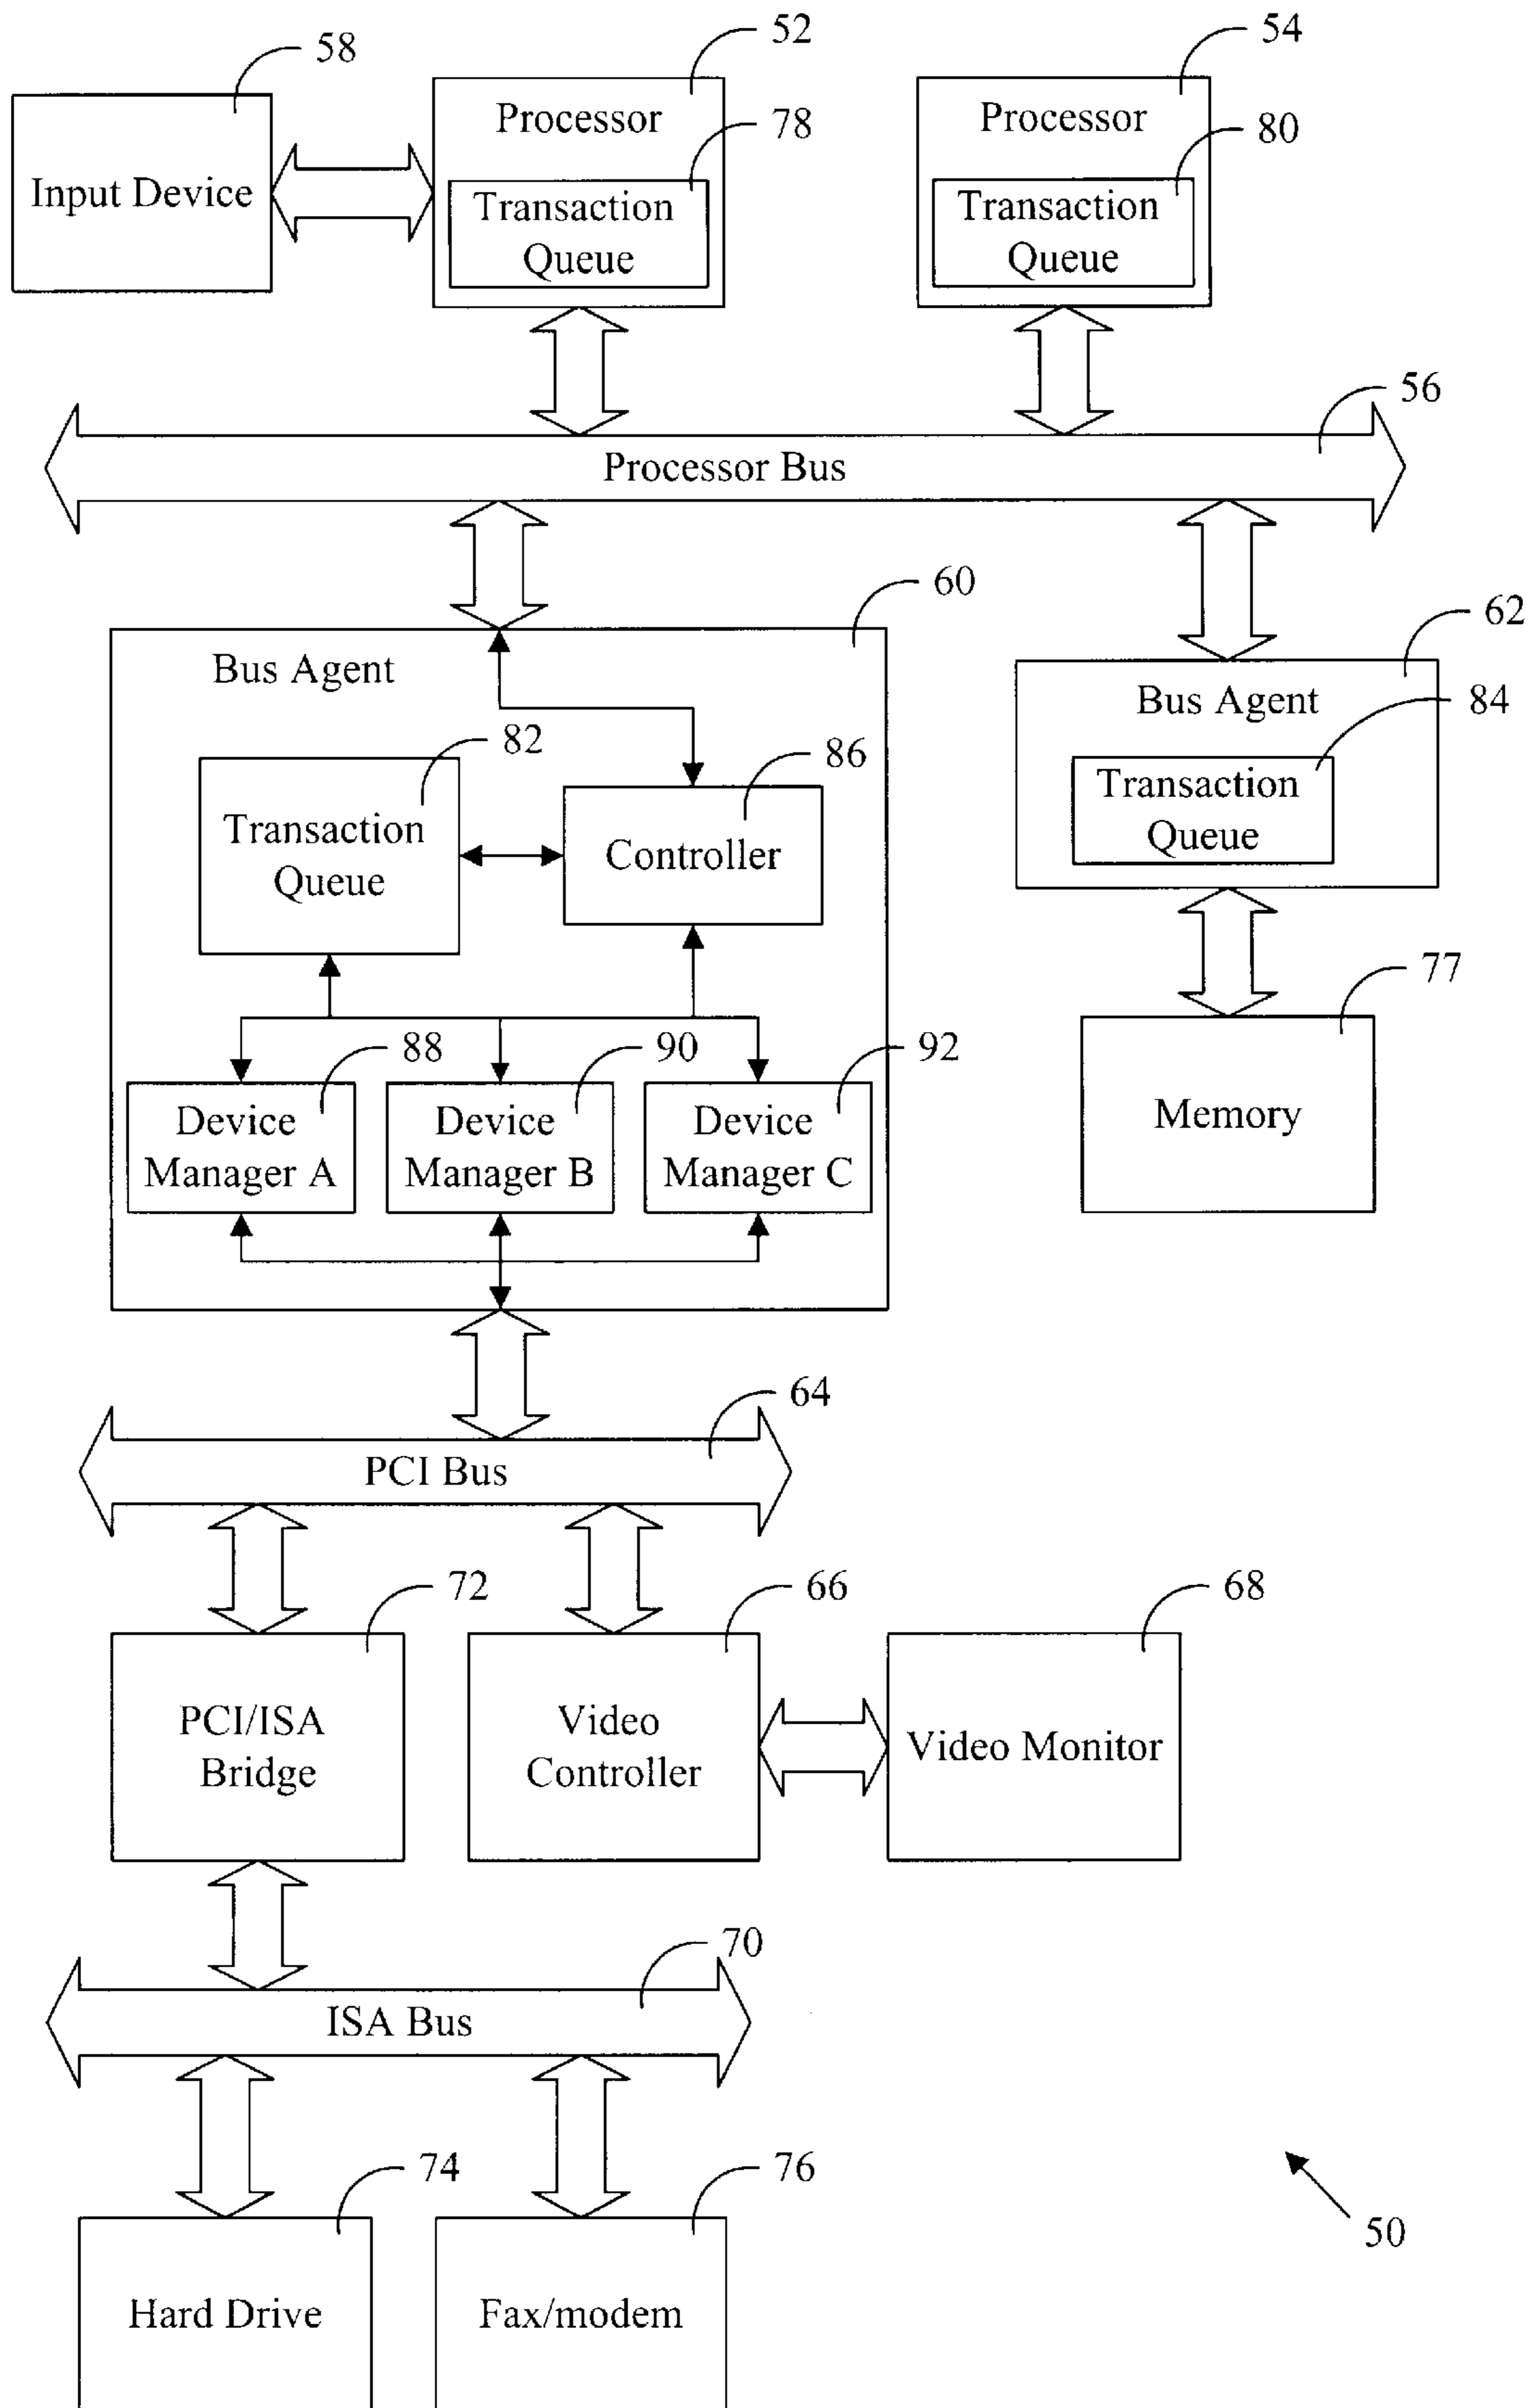 58
52
54
Input Device
Processor
78
Transaction
Queue
Processor
80
Transaction
Queue
56
Processor Bus
60
62
Bus Agent
82
86
Transaction
Queue
Controller
Bus Agent
84
Transaction
Queue
88
90
92
77
Device
Manager A
Device
Manager B
Device
Manager C
Memory
64
PCI Bus
72
66
68
PCI/ISA
Bridge
Video
Controller
Video Monitor
70
ISA Bus
74
76
50
Hard Drive
Fax/modem